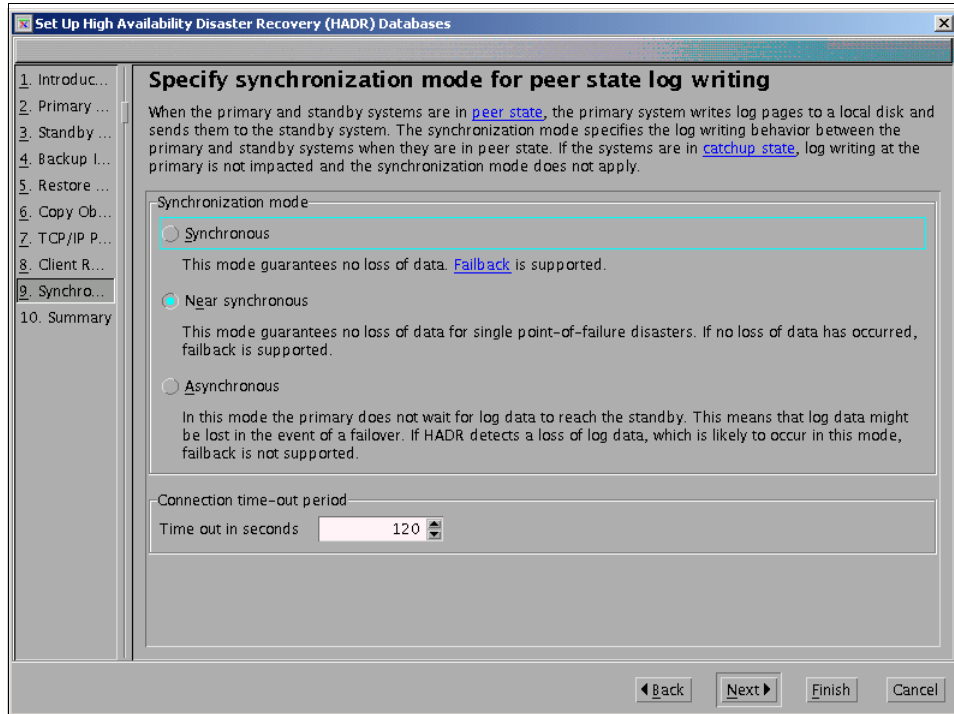 Set Up High Availability Disaster Recovery (HADR) Databases
1. Introduc...
2. Primary ...
3. Standby ...
4. Backup I...
5. Restore ...
6. Copy Ob...
7. TCP/IP P...
8. Client R...
9. Synchro...
10. Summary
Specify synchronization mode for peer state log writing
When the primary and standby systems are in peer state, the primary system writes log pages to a local disk and
sends them to the standby system. The synchronization mode specifies the log writing behavior between the
primary and standby systems when they are in peer state. If the systems are in catchup state, log writing at the
primary is not impacted and the synchronization mode does not apply.
Synchronization mode
Synchronous
This mode guarantees no loss of data. Failback is supported.
Near synchronous
This mode guarantees no loss of data for single point-of-failure disasters. If no loss of data has occurred,
failback is supported.
Asynchronous
In this mode the primary does not wait for log data to reach the standby. This means that log data might
be lost in the event of a failover. If HADR detects a loss of log data, which is likely to occur in this mode,
failback is not supported.
Connection time-out period
Time out in seconds 120
Back Next Finish Cancel